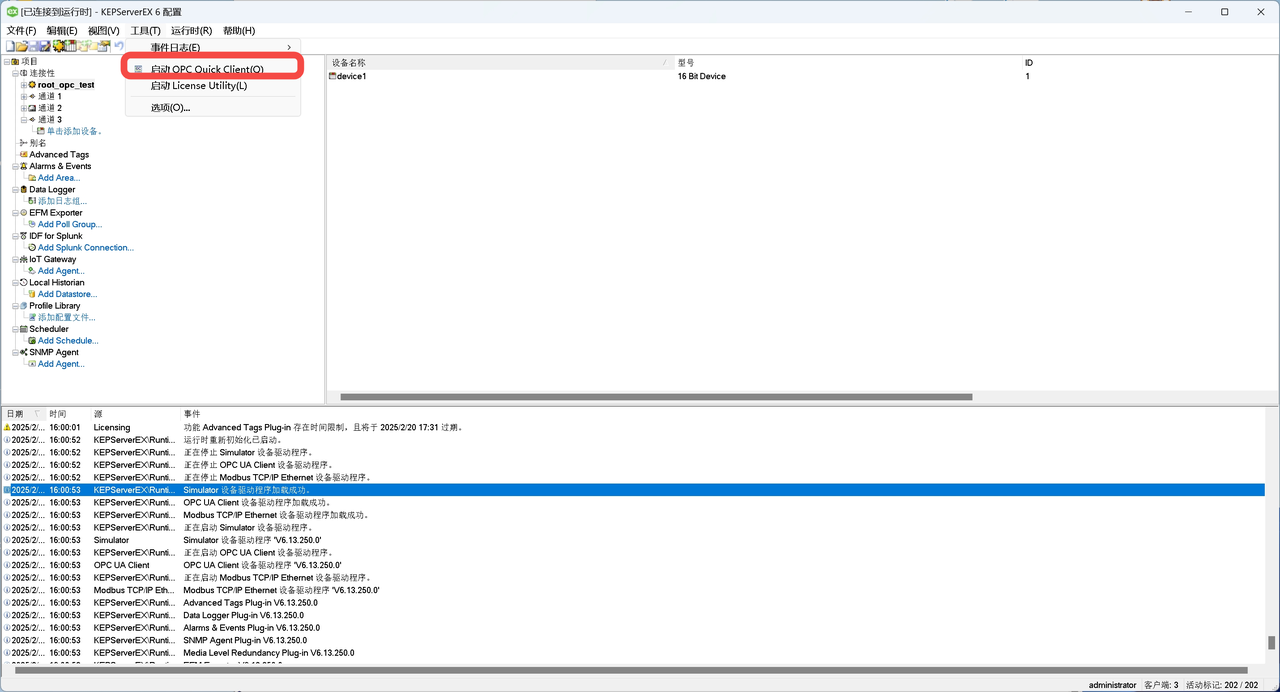 [已连接到运行时] - KEPServerEX 6 配置
文件(F) 编辑(E) 视图(V) 工具(T) 运行时(R) 帮助(H)
事件日志(E)
启动 OPC Quick Client(Q)
启动 License Utility(L)
选项(O)...
项目
连接性
root_opc_test
通道 1
通道 2
通道 3
单击添加设备。
别名
Advanced Tags
Alarms & Events
Add Area...
Data Logger
添加日志组...
EFM Exporter
Add Poll Group...
IDF for Splunk
Add Splunk Connection...
IoT Gateway
Add Agent...
Local Historian
Add Datastore...
Profile Library
添加配置文件...
Scheduler
Add Schedule...
SNMP Agent
Add Agent...
设备名称 型号 ID
device1 16 Bit Device 1
日期 时间 源 事件
2025/2/... 16:00:01 Licensing 功能 Advanced Tags Plug-in 存在时间限制，且将于 2025/2/20 17:31 过期。
2025/2/... 16:00:52 KEPServerEX\Runti... 运行时重新初始化已启动。
2025/2/... 16:00:52 KEPServerEX\Runti... 正在停止 Simulator 设备驱动程序。
2025/2/... 16:00:52 KEPServerEX\Runti... 正在停止 OPC UA Client 设备驱动程序。
2025/2/... 16:00:52 KEPServerEX\Runti... 正在停止 Modbus TCP/IP Ethernet 设备驱动程序。
2025/2/... 16:00:53 KEPServerEX\Runti... Simulator 设备驱动程序加载成功。
2025/2/... 16:00:53 KEPServerEX\Runti... OPC UA Client 设备驱动程序加载成功。
2025/2/... 16:00:53 KEPServerEX\Runti... Modbus TCP/IP Ethernet 设备驱动程序加载成功。
2025/2/... 16:00:53 KEPServerEX\Runti... 正在启动 Simulator 设备驱动程序。
2025/2/... 16:00:53 Simulator Simulator 设备驱动程序 'V6.13.250.0'
2025/2/... 16:00:53 KEPServerEX\Runti... 正在启动 OPC UA Client 设备驱动程序。
2025/2/... 16:00:53 OPC UA Client OPC UA Client 设备驱动程序 'V6.13.250.0'
2025/2/... 16:00:53 KEPServerEX\Runti... 正在启动 Modbus TCP/IP Ethernet 设备驱动程序。
2025/2/... 16:00:53 Modbus TCP/IP Eth... Modbus TCP/IP Ethernet 设备驱动程序 'V6.13.250.0'
2025/2/... 16:00:53 KEPServerEX\Runti... Advanced Tags Plug-in V6.13.250.0
2025/2/... 16:00:53 KEPServerEX\Runti... Data Logger Plug-in V6.13.250.0
2025/2/... 16:00:53 KEPServerEX\Runti... Alarms & Events Plug-in V6.13.250.0
2025/2/... 16:00:53 KEPServerEX\Runti... SNMP Agent Plug-in V6.13.250.0
2025/2/... 16:00:53 KEPServerEX\Runti... Media Level Redundancy Plug-in V6.13.250.0
administrator 客户端: 3 活动标记: 202 / 202